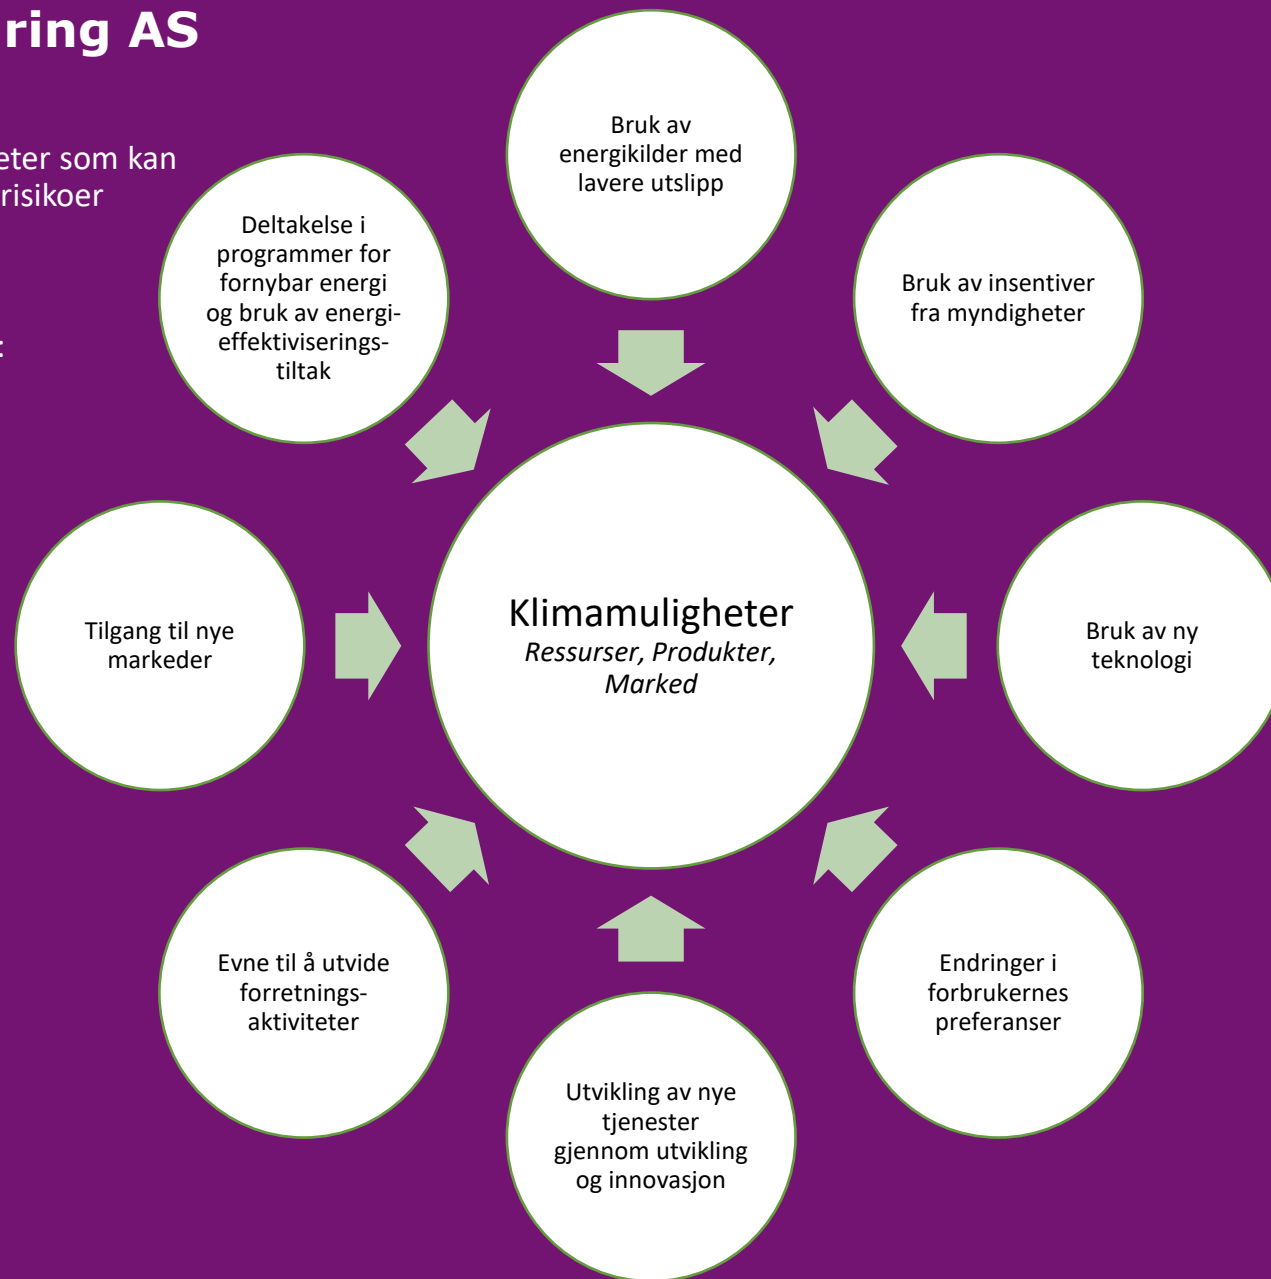 ring AS
eter som kan
risikoer
:
Bruk av
energikilder med
lavere utslipp
Bruk av insentiver
fra myndigheter
Bruk av ny
teknologi
Endringer i
forbrukernes
preferanser
Utvikling av nye
tjenester
gjennom utvikling
og innovasjon
Evne til å utvide
forretnings-
aktiviteter
Tilgang til nye
markeder
Deltakelse i
programmer for
fornybar energi
og bruk av energi-
effektiviserings-
tiltak
Klimamuligheter
Ressurser, Produkter,
Marked